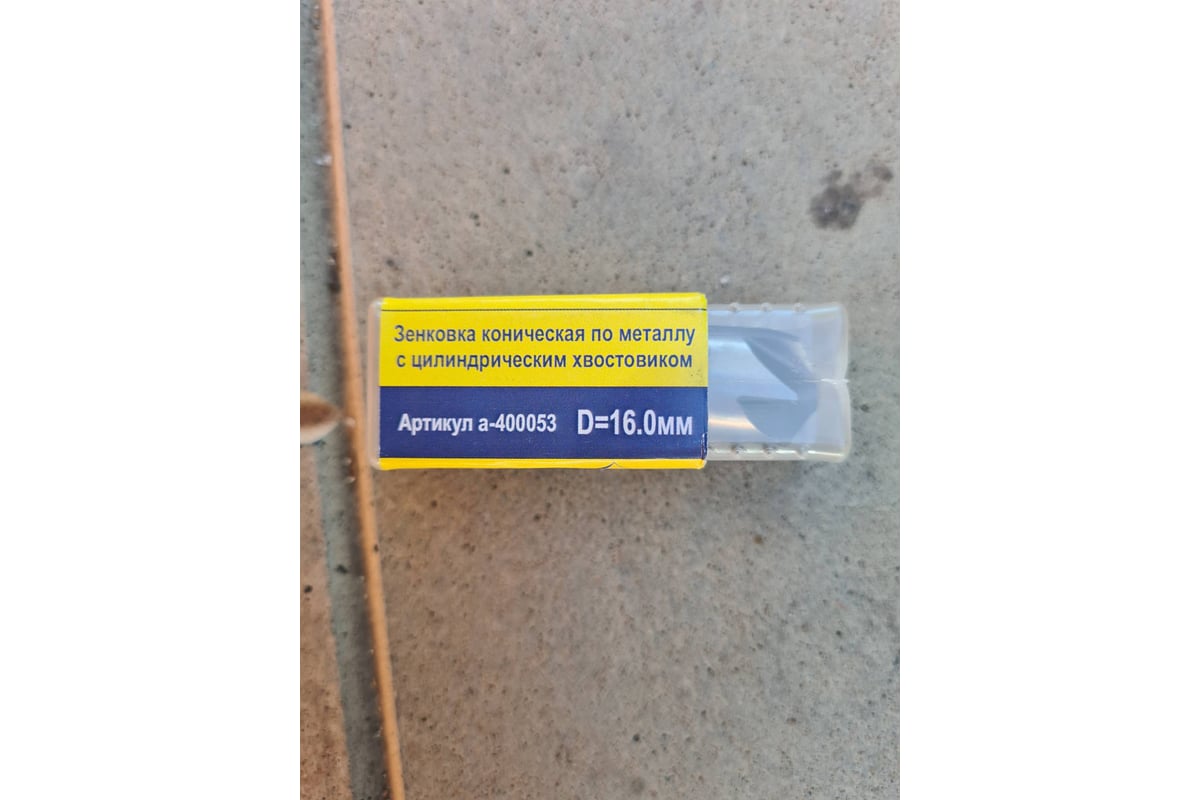 Зенковка коническая по металлу
с цилиндрическим хвостовиком
Артикул а-400053 D=16.0мм